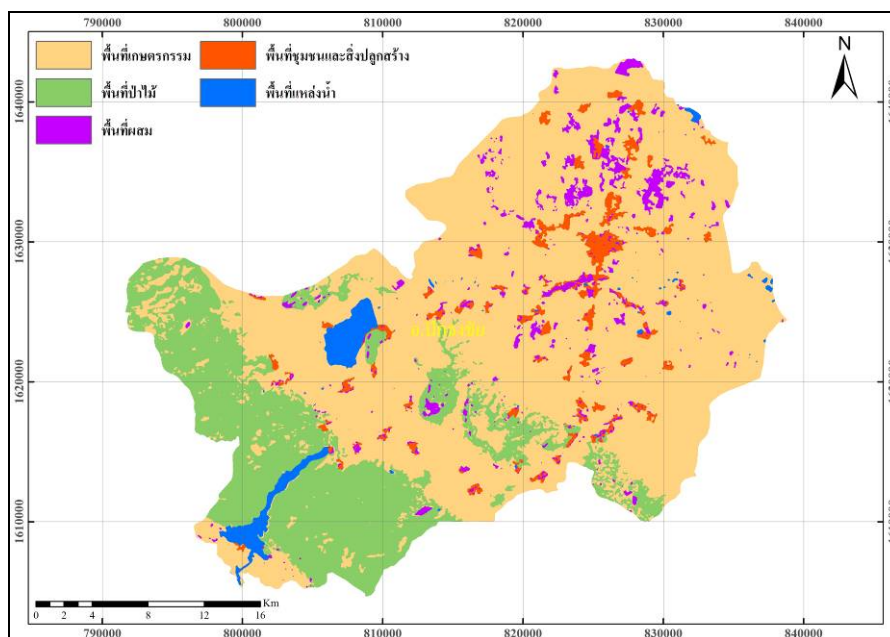 790000 800000 810000 820000 830000 840000
พื้นที่เกษตรกรรม พื้นที่ชุมชนและสิ่งปลูกสร้าง
พื้นที่ป่าไม้ พื้นที่แหล่งน้ำ
พื้นที่ผสม
N
1640000 1640000
1630000 1630000
1620000 1620000
1610000 1610000
Km
0 2 4 8 12 16
790000 800000 810000 820000 830000 840000